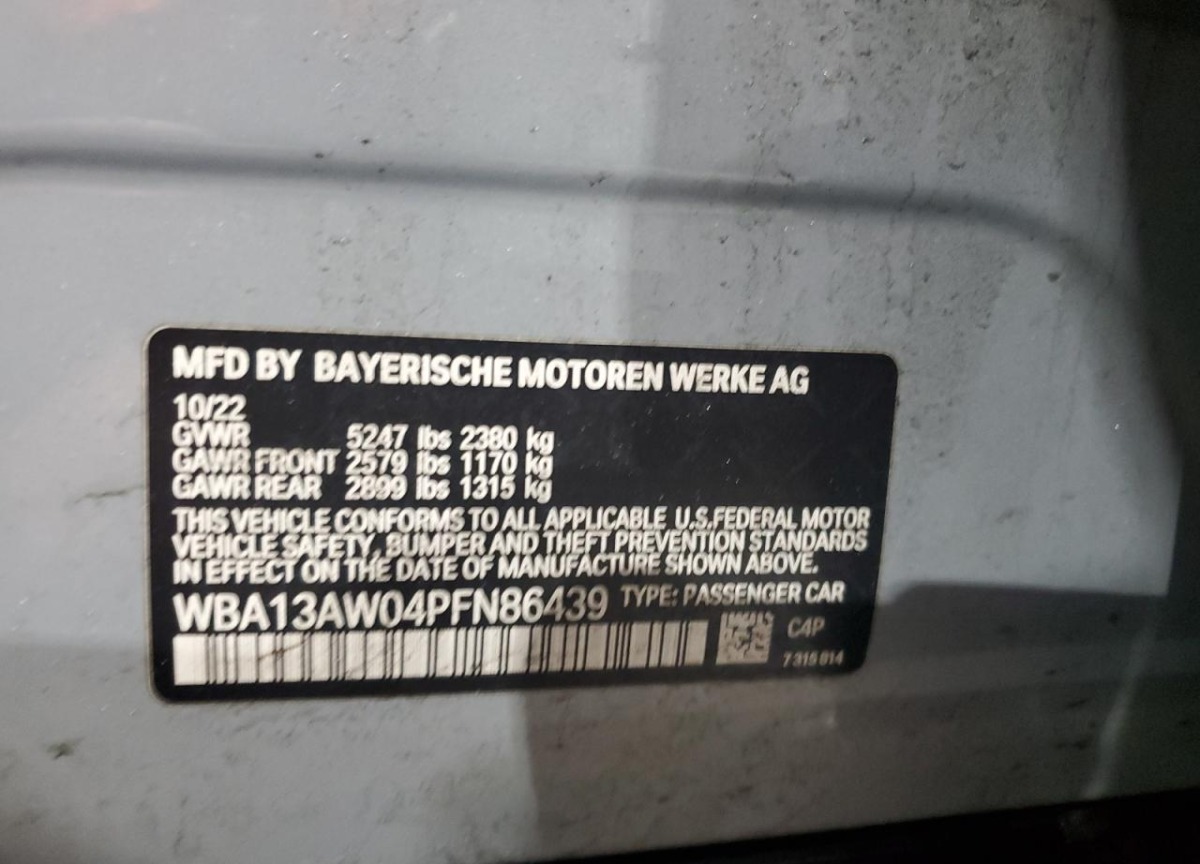 MFD BY BAYERISCHE MOTOREN WERKE AG
10/22
GVWR 5247 lbs 2380 kg
GAWR FRONT 2579 lbs 1170 kg
GAWR REAR 2899 lbs 1315 kg
THIS VEHICLE CONFORMS TO ALL APPLICABLE U.S.FEDERAL MOTOR
VEHICLE SAFETY, BUMPER AND THEFT PREVENTION STANDARDS
IN EFFECT ON THE DATE OF MANUFACTURE SHOWN ABOVE.
WBA13AW04PFN86439 TYPE: PASSENGER CAR
C4P
7 315 814